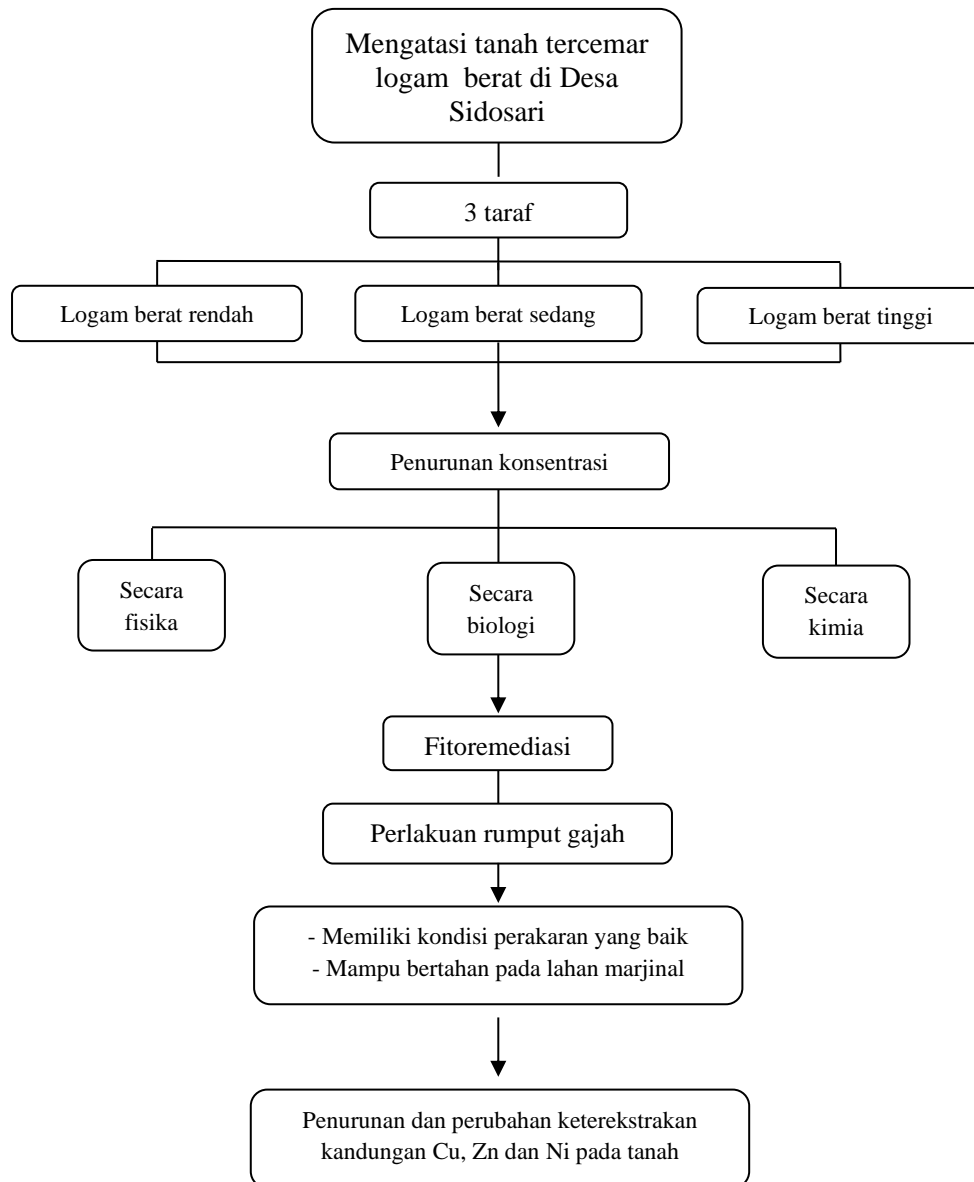 Mengatasi tanah tercemar
logam berat di Desa
Sidosari
3 taraf
Logam berat rendah
Logam berat sedang
Logam berat tinggi
Penurunan konsentrasi
Secara
fisika
Secara
biologi
Secara
kimia
Fitoremediasi
Perlakuan rumput gajah
- Memiliki kondisi perakaran yang baik
- Mampu bertahan pada lahan marjinal
Penurunan dan perubahan keterekstrakan
kandungan Cu, Zn dan Ni pada tanah